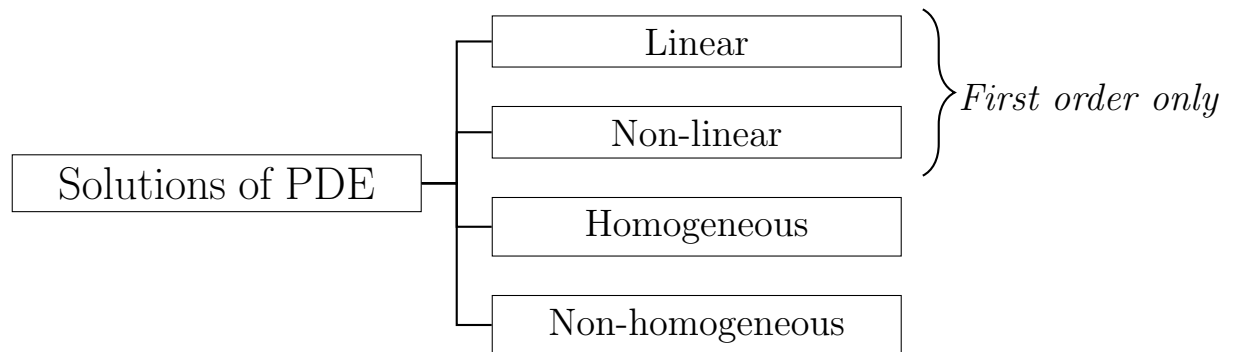 Linear
First order only
Non-linear
Solutions of PDE
Homogeneous
Non-homogeneous